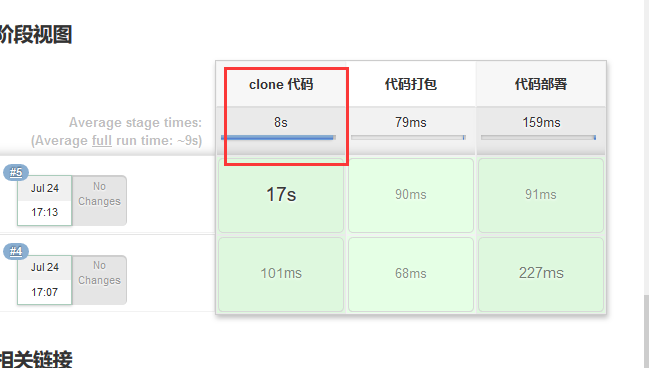 阶段视图
clone 代码 代码打包 代码部署
Average stage times: 8s 79ms 159ms
(Average full run time: ~9s)
#5
Jul 24 No
17:13 Changes 17s 90ms 91ms
#4
Jul 24 No
17:07 Changes 101ms 68ms 227ms
相关链接